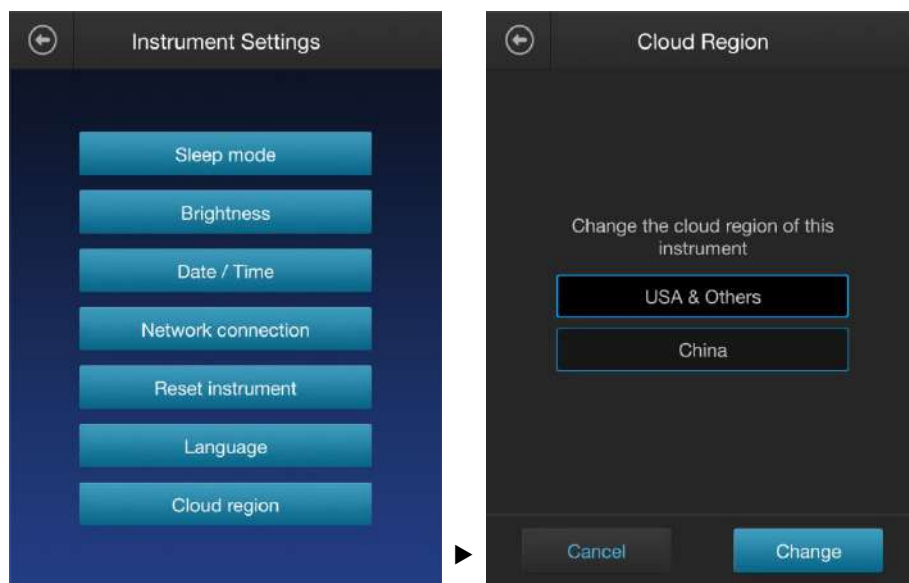 Instrument Settings
Sleep mode
Brightness
Date / Time
Network connection
Reset instrument
Language
Cloud region
Cloud Region
Change the cloud region of this
instrument
USA & Others
China
Cancel
Change